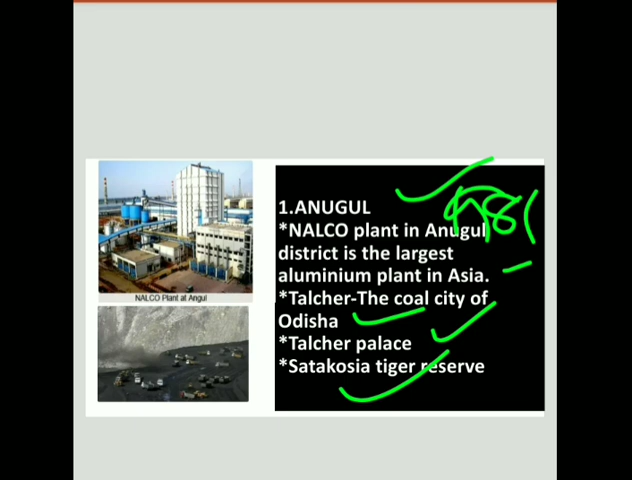 1.ANUGUL
*NALCO plant in Anugul
district is the largest
aluminium plant in Asia.
*Talcher-The coal city of
Odisha
*Talcher palace
*Satakosia tiger reserve
NALCO Plant at Angul